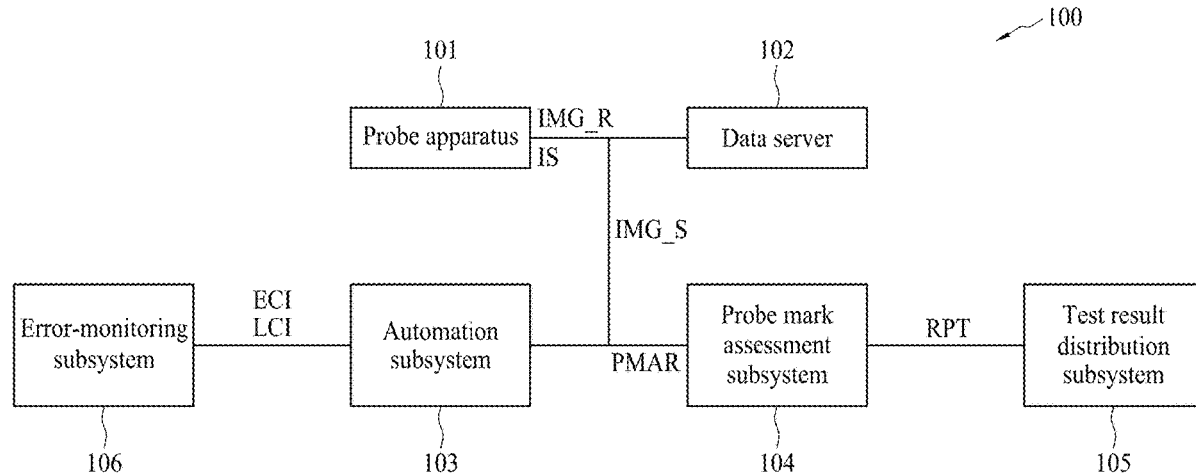 100
101
102
Probe apparatus
IMG_R
IS
Data server
IMG_S
Error-monitoring
subsystem
ECI
LCI
Automation
subsystem
PMAR
Probe mark
assessment
subsystem
RPT
Test result
distribution
subsystem
106
103
104
105